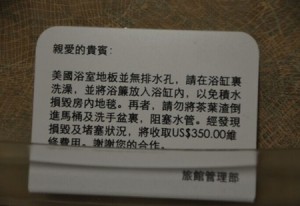 親愛的貴賓：
美國浴室地板並無排水孔，請在浴缸裏
洗澡，並將浴簾放入浴缸內，以免積水
損毀房內地毯。再者，請勿將茶葉渣倒
進馬桶及洗手盆裏，阻塞水管。經發現
損毀及堵塞狀況，將收取US$350.00維
修費用。謝謝您的合作。
旅館管理部